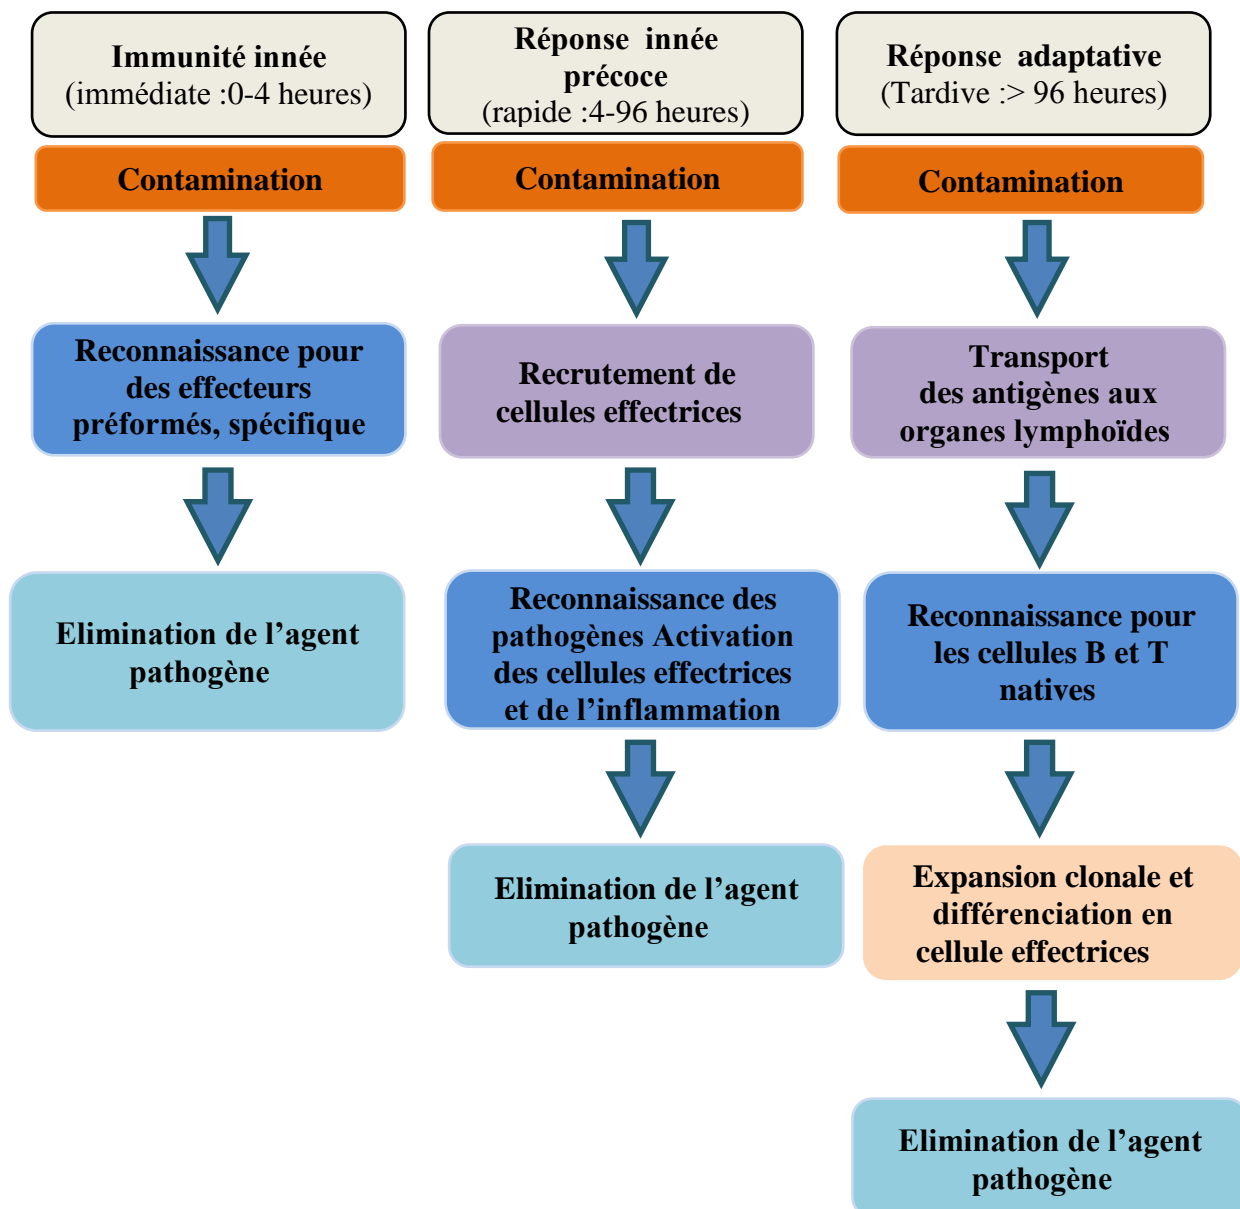 Immunité innée
(immédiate :0-4 heures)
Contamination
Reconnaissance pour
des effecteurs
préformés, spécifique
Elimination de l’agent
pathogène
Réponse innée
précoce
(rapide :4-96 heures)
Contamination
Recrutement de
cellules effectrices
Reconnaissance des
pathogènes Activation
des cellules effectrices
et de l’inflammation
Elimination de l’agent
pathogène
Réponse adaptative
(Tardive :> 96 heures)
Contamination
Transport
des antigènes aux
organes lymphoïdes
Reconnaissance pour
les cellules B et T
natives
Expansion clonale et
différenciation en
cellule effectrices
Elimination de l’agent
pathogène